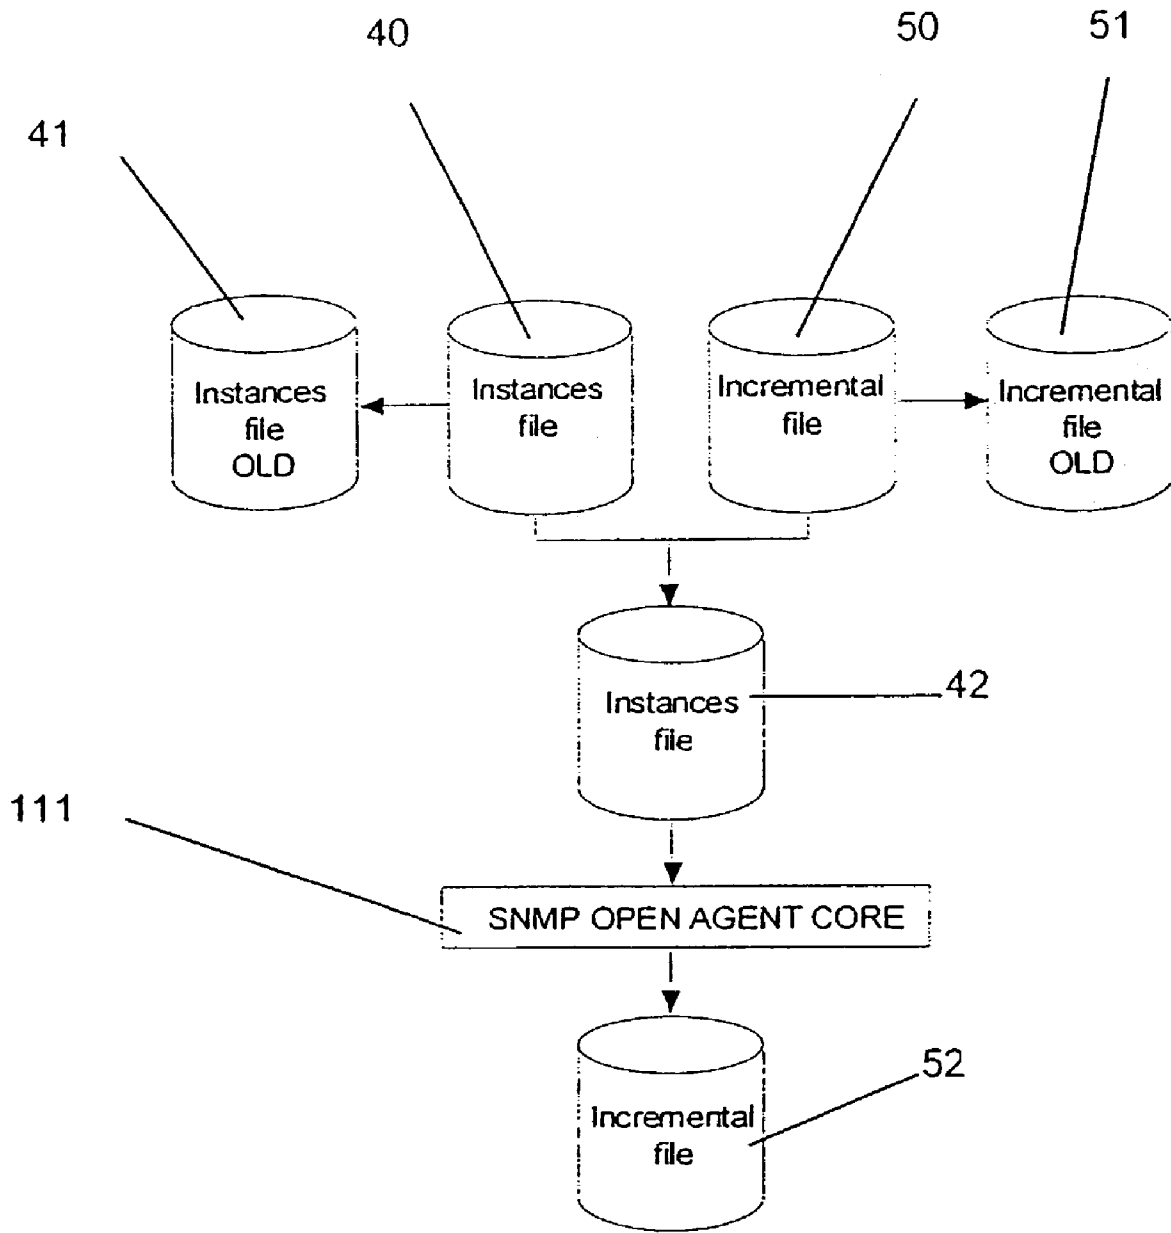 40
50
51
41
Instances
file
OLD
Instances
file
Incremental
file
Incremental
file
OLD
Instances
file
42
111
SNMP OPEN AGENT CORE
52
Incremental
file